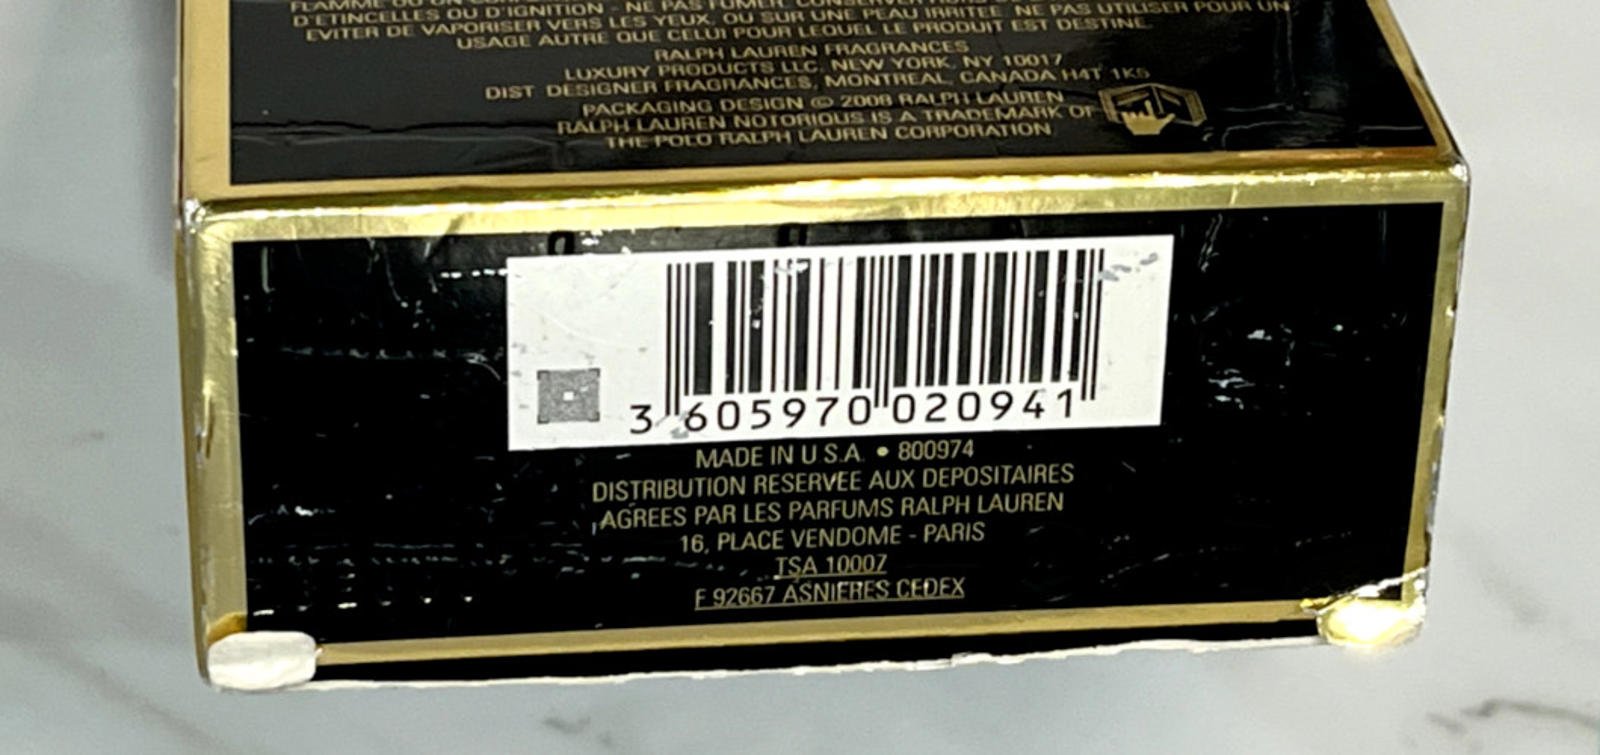 D'ETINCELLES OU D'IGNITION - NE PAS FUMER. CONSERVER HORS DE
EVITER DE VAPORISER VERS LES YEUX, OU SUR UNE PEAU IRRITEE NE PAS UTILISER POUR UN
USAGE AUTRE QUE CELUI POUR LEQUEL LE PRODUIT EST DESTINE
RALPH LAUREN FRAGRANCES
LUXURY PRODUCTS LLC, NEW YORK, NY 10017
DIST DESIGNER FRAGRANCES, MONTREAL, CANADA H4T 1K5
PACKAGING DESIGN © 2008 RALPH LAUREN
RALPH LAUREN NOTORIOUS IS A TRADEMARK OF
THE POLO RALPH LAUREN CORPORATION
3 605970 020941
MADE IN U.S.A. • 800974
DISTRIBUTION RESERVEE AUX DEPOSITAIRES
AGREES PAR LES PARFUMS RALPH LAUREN
16, PLACE VENDOME - PARIS
TSA 10007
F 92667 ASNIERES CEDEX